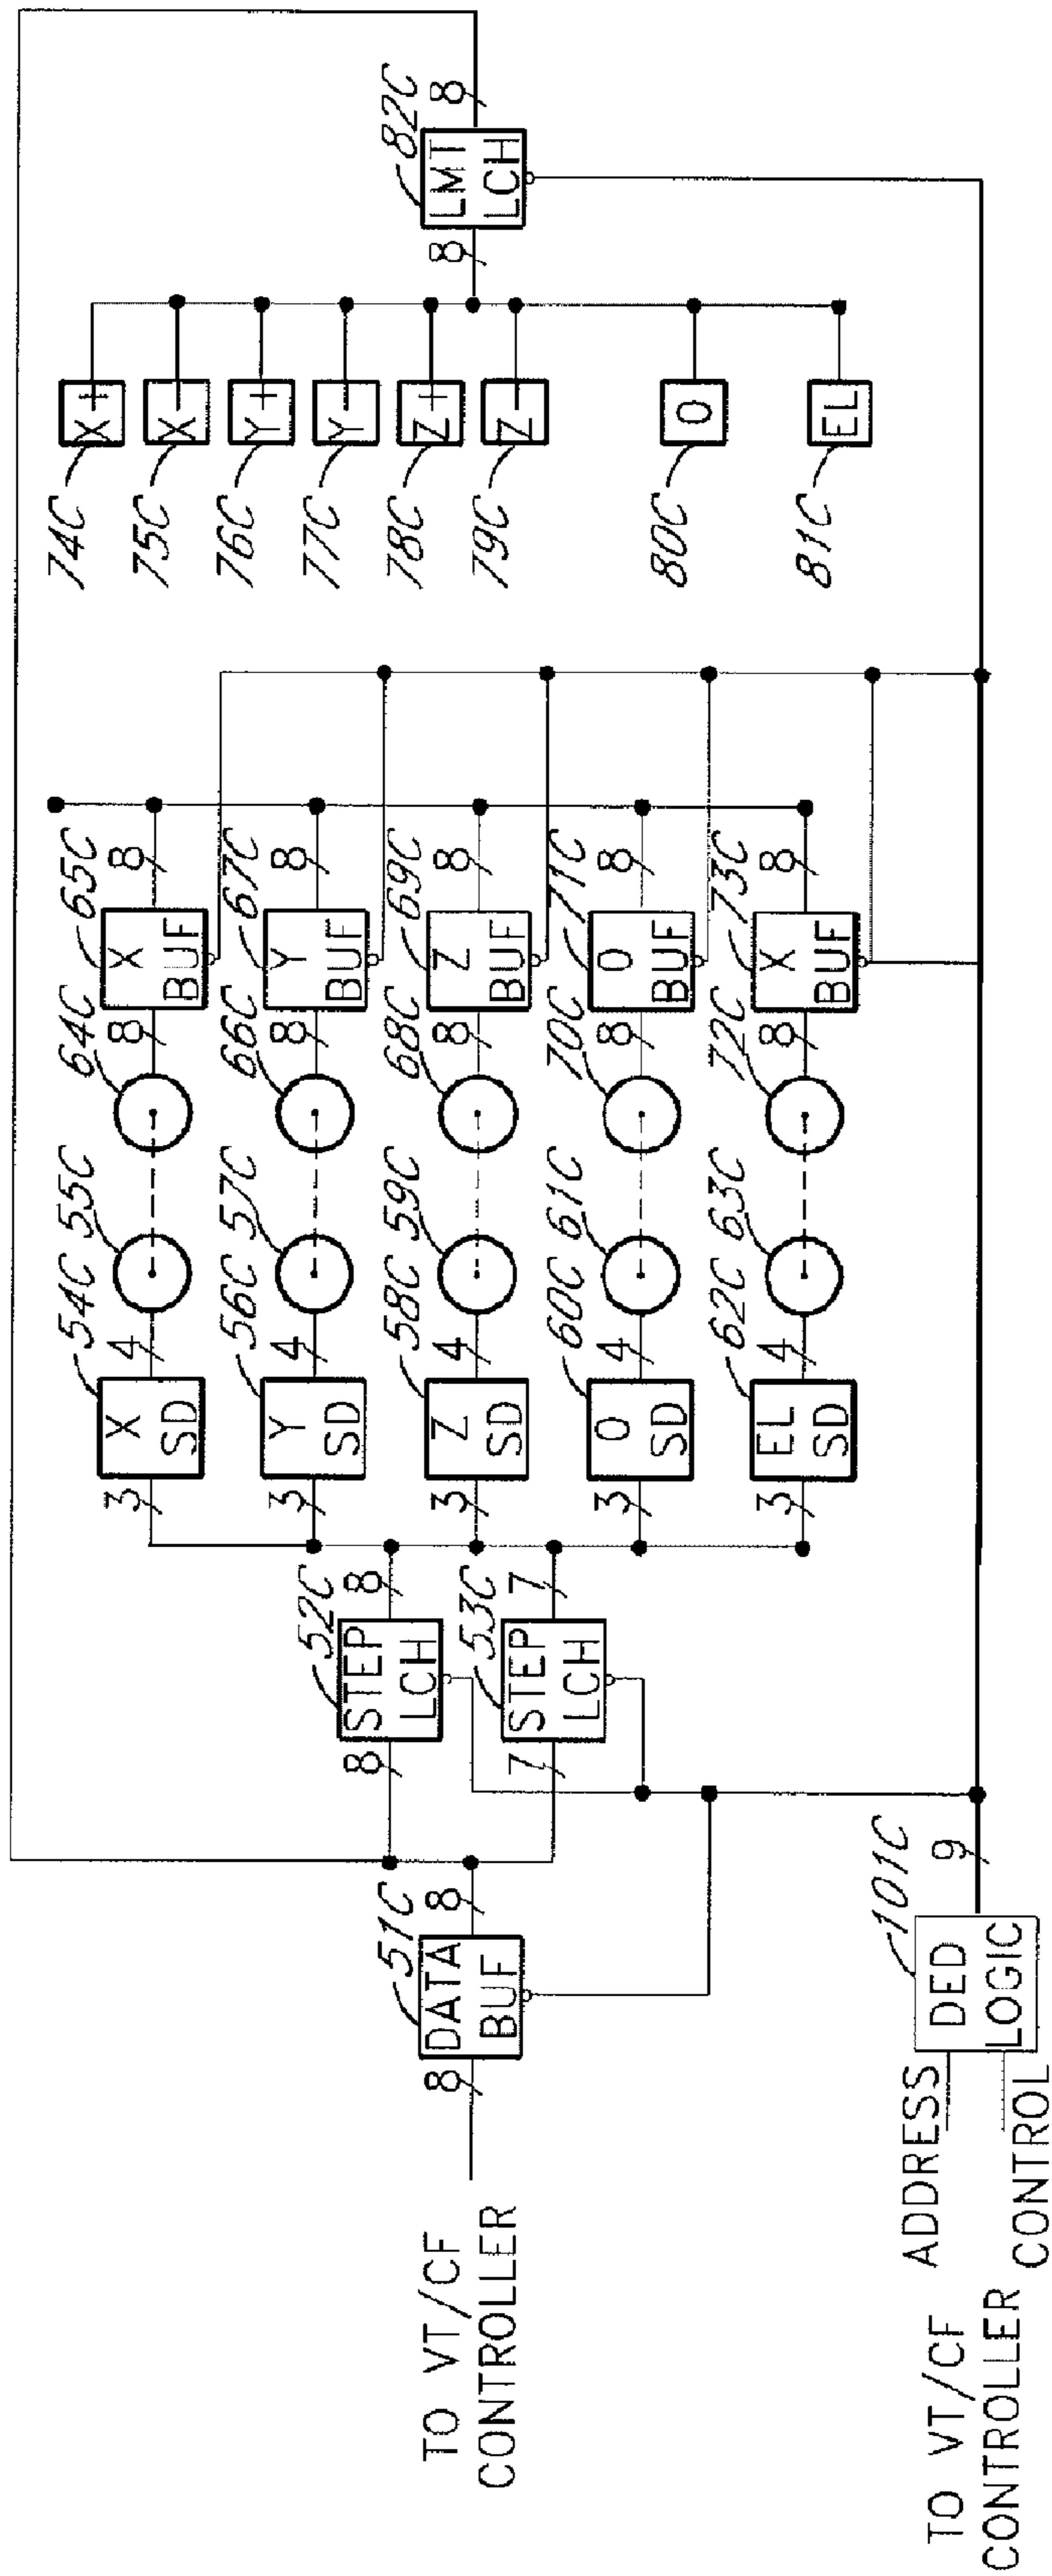 TO VT/CF
CONTROLLER
8
51C
DATA
BUF
8
8
52C
STEP
LCH
8
7
53C
STEP
LCH
7
3
54C
X
SD
4
55C
64C
8
65C
X
BUF
8
3
56C
Y
SD
4
57C
66C
8
67C
Y
BUF
8
3
58C
Z
SD
4
59C
68C
8
69C
Z
BUF
8
3
60C
O
SD
4
61C
70C
8
71C
O
BUF
8
3
62C
EL
SD
4
63C
72C
8
73C
X
BUF
8
74C
X+
75C
X-
76C
Y+
77C
Y-
78C
Z+
79C
Z-
80C
O
81C
EL
8
82C
LMT
LCH
8
TO VT/CF
CONTROLLER
ADDRESS
CONTROL
101C
DED
LOGIC
9